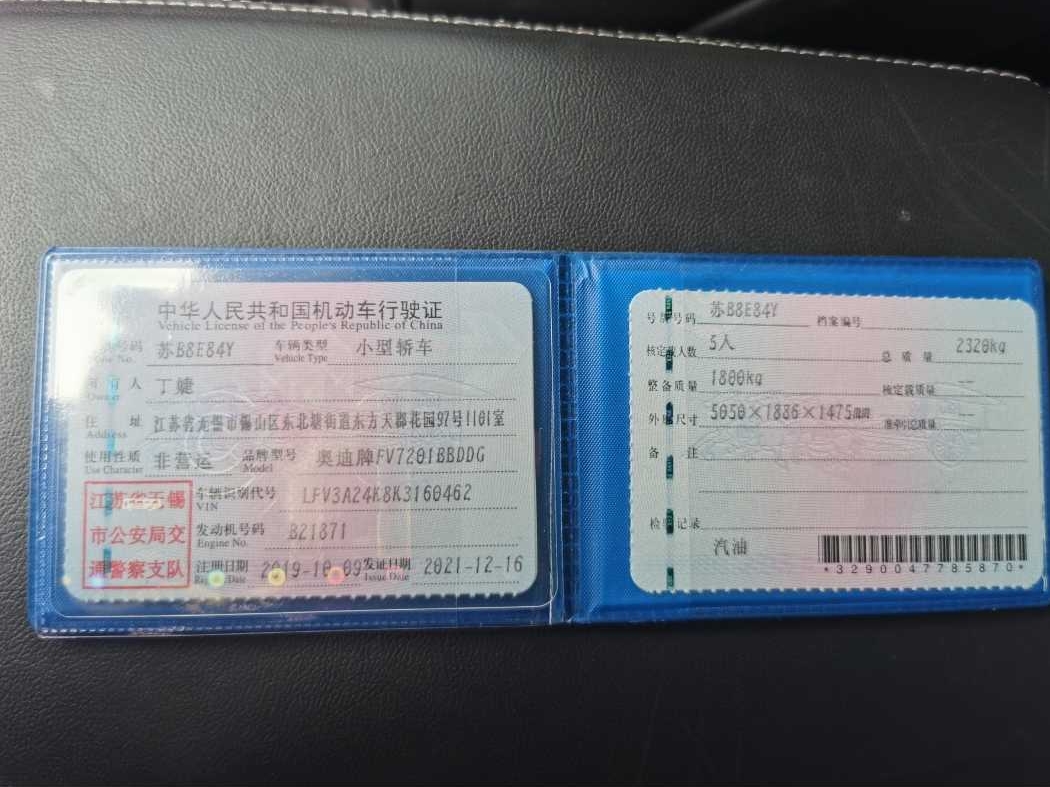 中华人民共和国机动车行驶证
Vehicle License of the People's Republic of China
号码 苏B8E84Y 车辆类型 小型轿车
Plate No. Vehicle Type
所有人 丁婕
Owner
住 址 江苏省无锡市锡山区东北塘街道东方天郡花园97号1101室
Address
使用性质 非营运 品牌型号 奥迪牌FV7201BBDDG
Use Character Model
江苏省无锡
市公安局交
通警察支队
车辆识别代号 LFV3A24K8K3160462
VIN
发动机号码 B21871
Engine No.
注册日期 2019-10-09 发证日期 2021-12-16
Register Date Issue Date
号牌号码 苏B8E84Y 档案编号
核定载人数 5人 总 质 量 2320kg
整备质量 1800kg 核定载质量 --
外廓尺寸 5050×1886×1475mm 准牵引总质量 --
备 注
检验记录
汽油
*3290047785870*